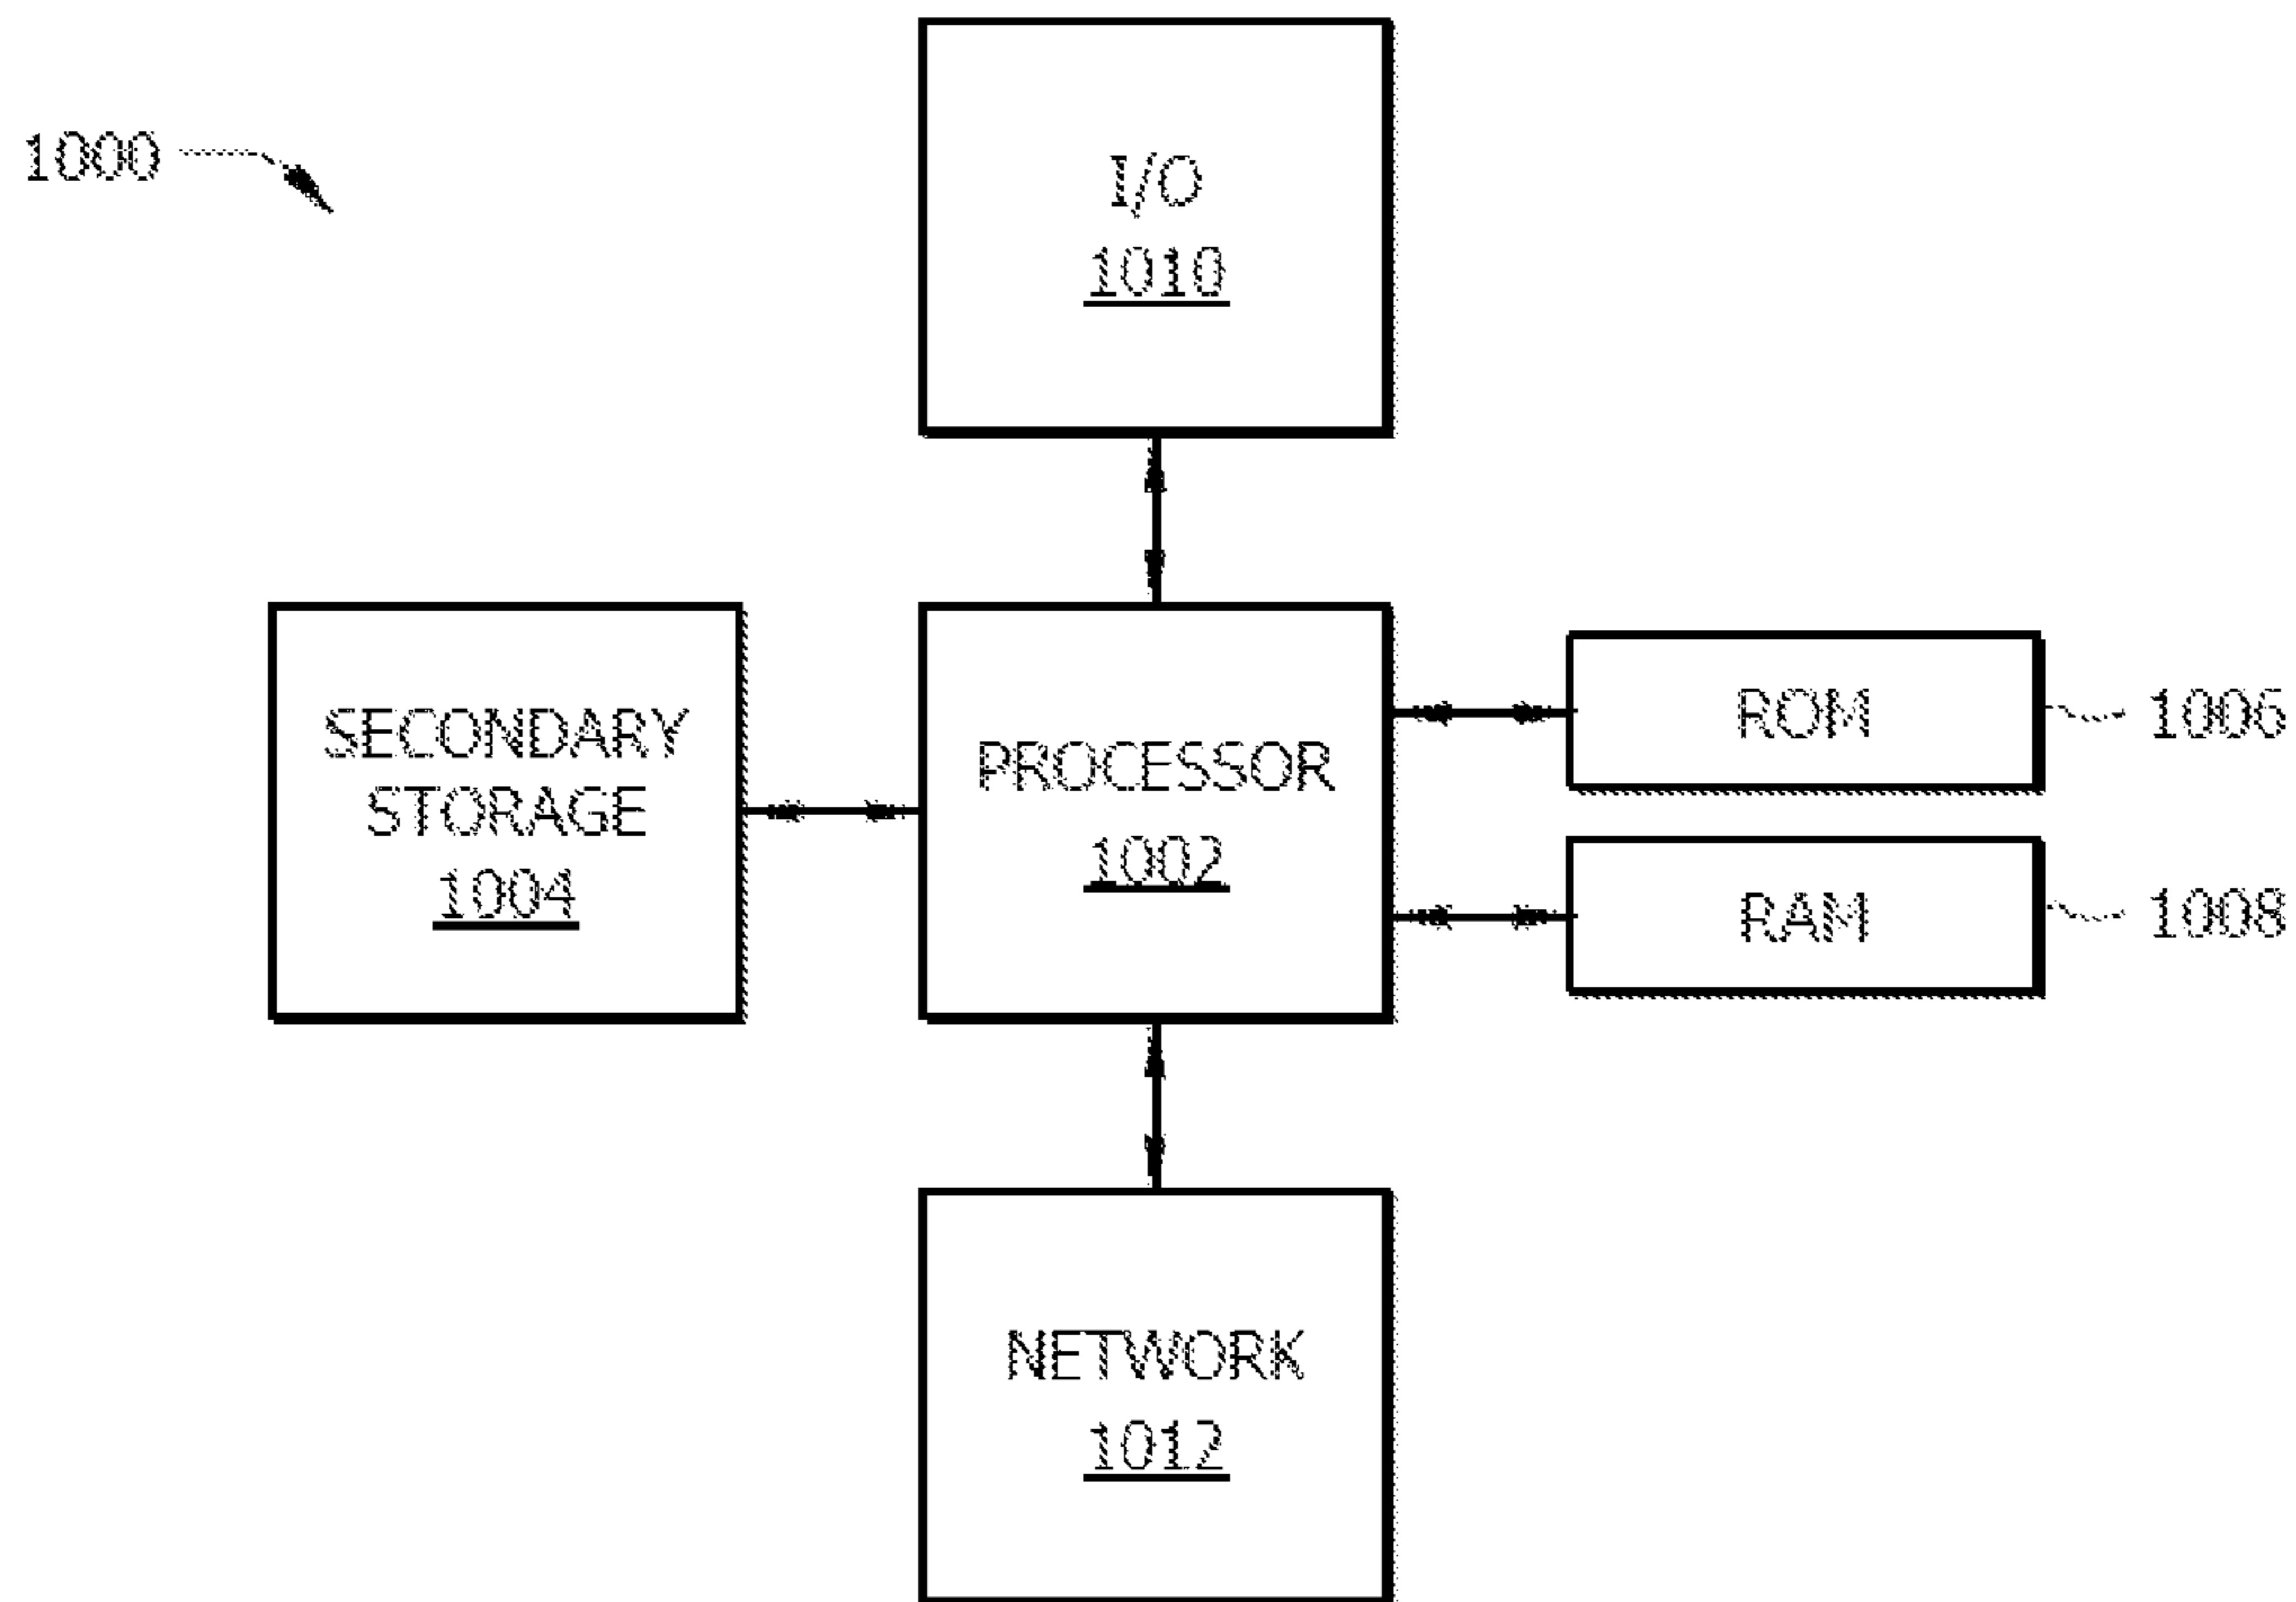 1000
I/O
1010
SECONDARY
STORAGE
1004
PROCESSOR
1002
ROM
1006
RAM
1008
NETWORK
1012